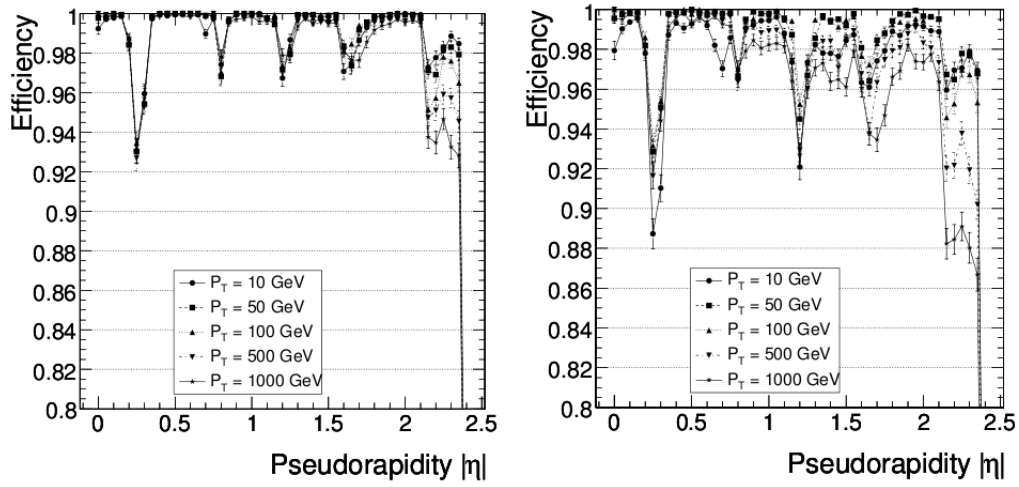 Efficiency
1
0.98
0.96
0.94
0.92
0.9
0.88
0.86
0.84
0.82
0.8
P_T = 10 GeV
P_T = 50 GeV
P_T = 100 GeV
P_T = 500 GeV
P_T = 1000 GeV
0 0.5 1 1.5 2 2.5
Pseudorapidity |η|
Efficiency
1
0.98
0.96
0.94
0.92
0.9
0.88
0.86
0.84
0.82
0.8
P_T = 10 GeV
P_T = 50 GeV
P_T = 100 GeV
P_T = 500 GeV
P_T = 1000 GeV
0 0.5 1 1.5 2 2.5
Pseudorapidity |η|